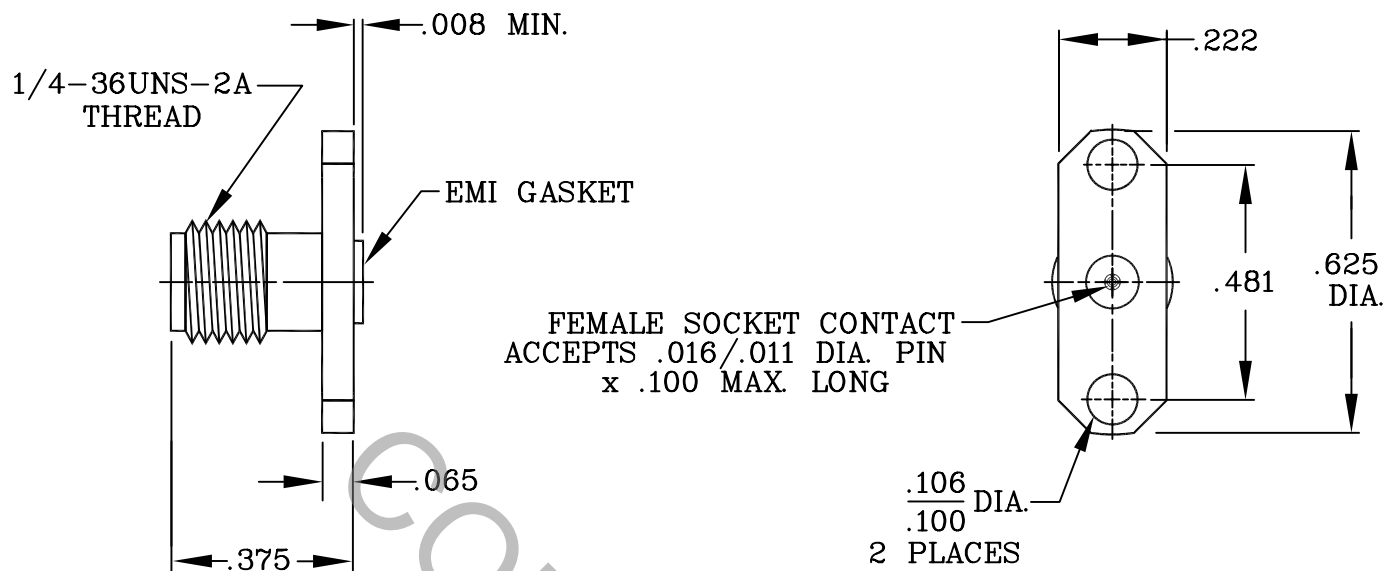 .008 MIN.
1/4-36UNS-2A
THREAD
EMI GASKET
.222
.481
.625
DIA.
FEMALE SOCKET CONTACT
ACCEPTS .016/.011 DIA. PIN
x .100 MAX. LONG
.065
.375
.106
.100
DIA.
2 PLACES